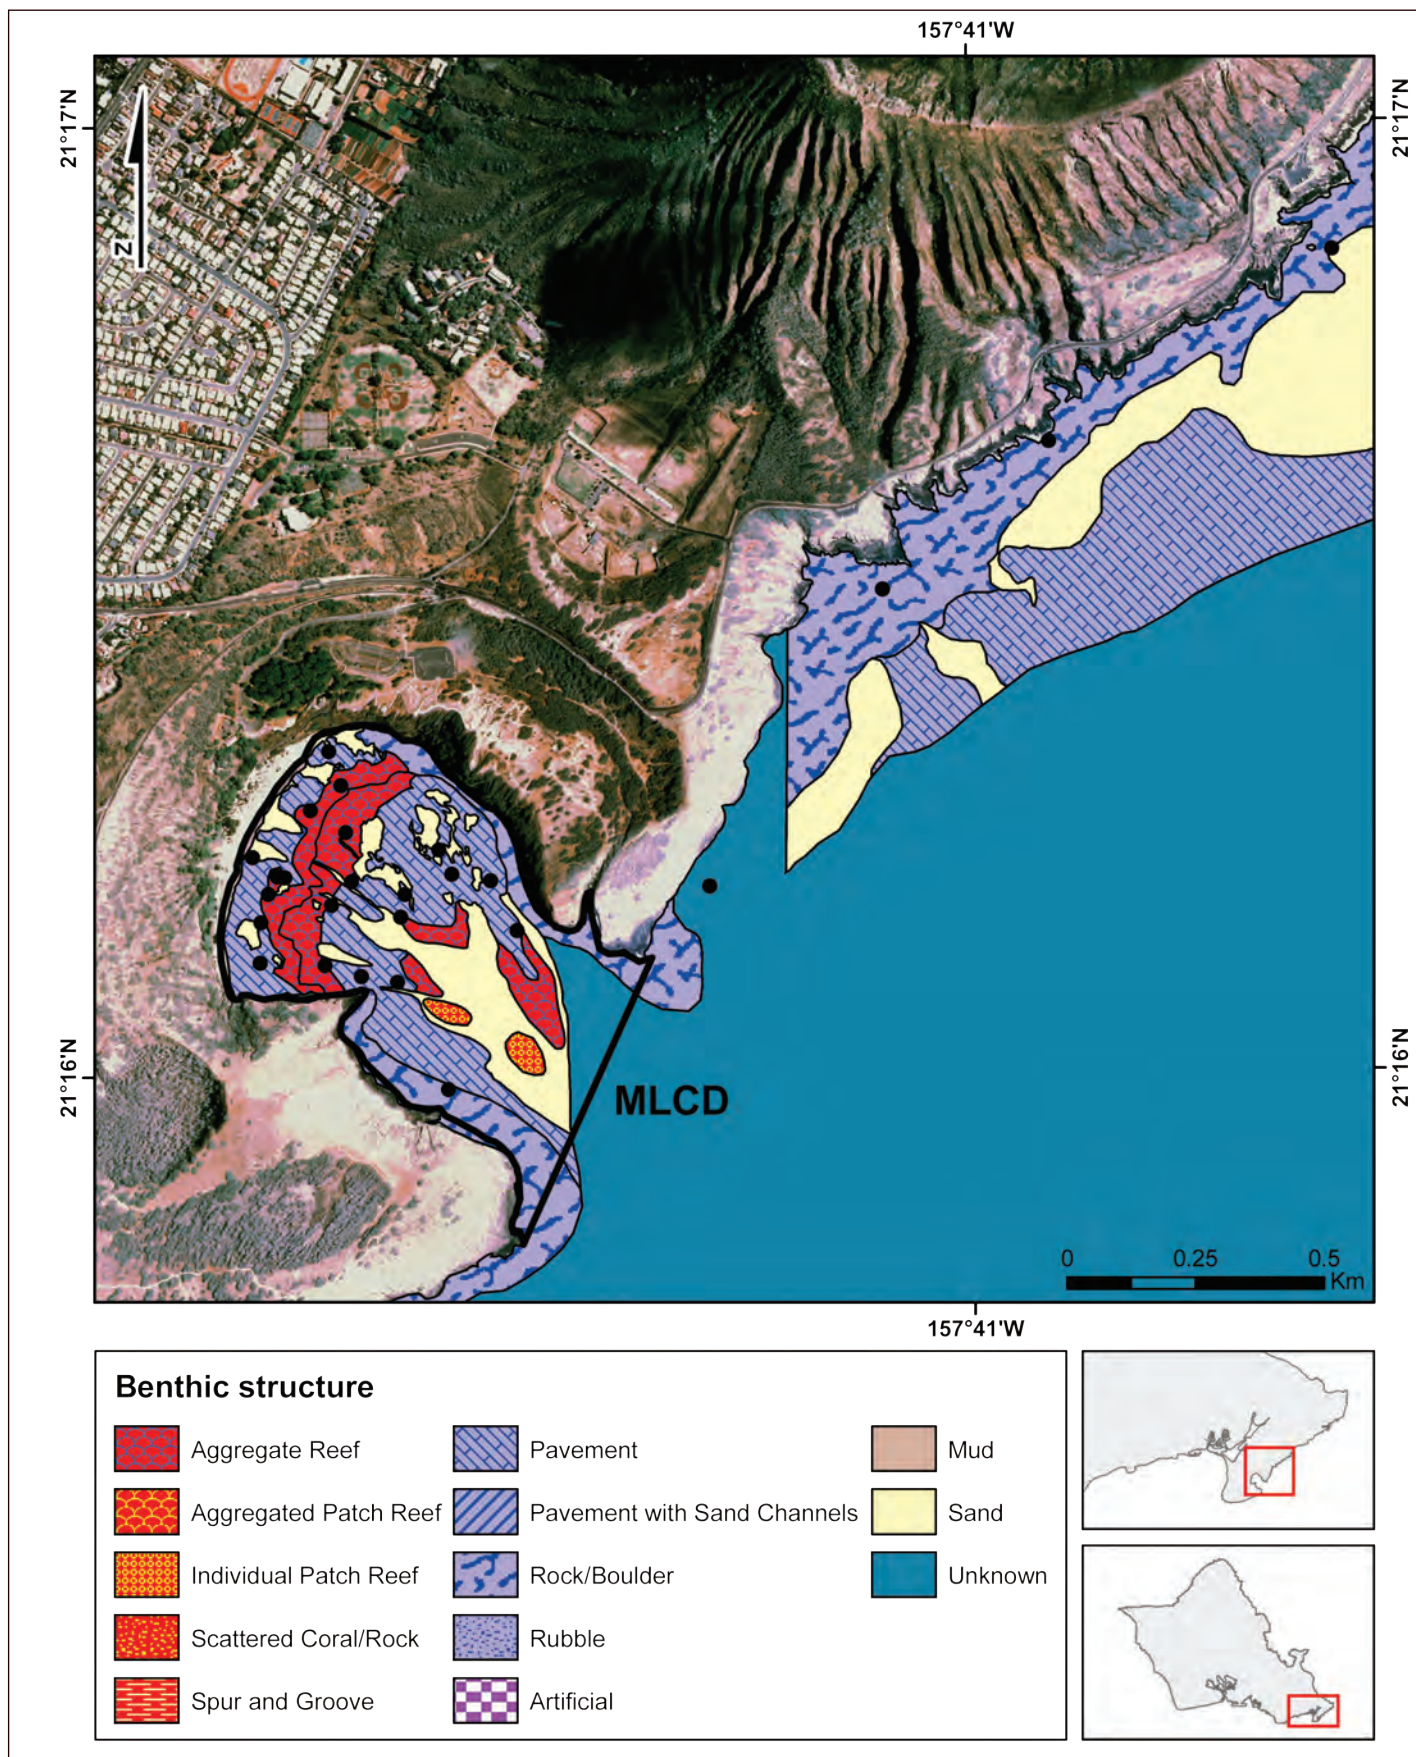 157°41'W
21°17'N
21°17'N
N
21°16'N
21°16'N
MLCD
0 0.25 0.5
Km
157°41'W
Benthic structure
Aggregate Reef
Aggregated Patch Reef
Individual Patch Reef
Scattered Coral/Rock
Spur and Groove
Pavement
Pavement with Sand Channels
Rock/Boulder
Rubble
Artificial
Mud
Sand
Unknown